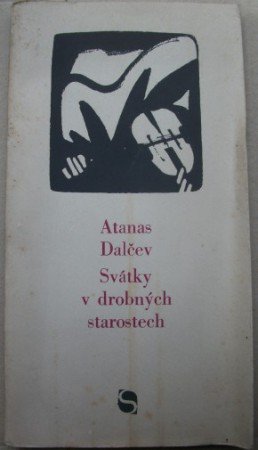 Atanas
Dalčev
Svátky
v drobných
starostech
S